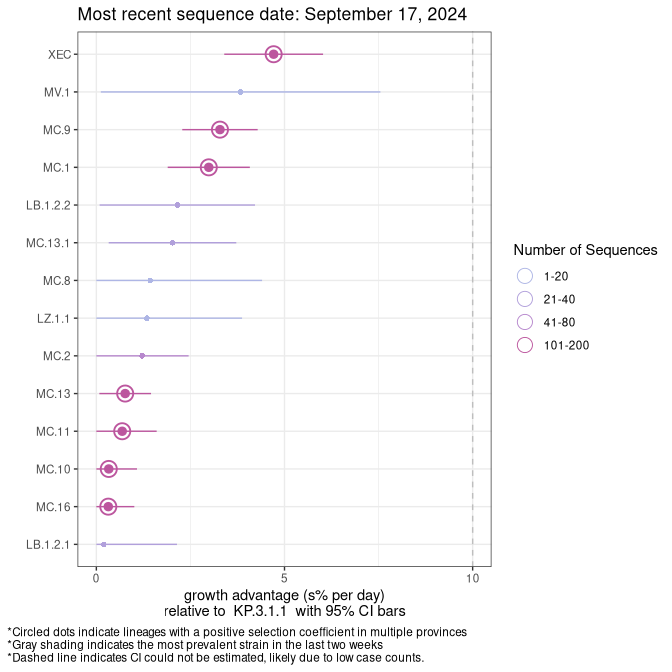 Most recent sequence date: September 17, 2024
XEC
MV.1
MC.9
MC.1
LB.1.2.2
MC.13.1
MC.8
LZ.1.1
MC.2
MC.13
MC.11
MC.10
MC.16
LB.1.2.1
0
5
10
growth advantage (s% per day)
relative to KP.3.1.1 with 95% CI bars
Number of Sequences
1-20
21-40
41-80
101-200
*Circled dots indicate lineages with a positive selection coefficient in multiple provinces
*Gray shading indicates the most prevalent strain in the last two weeks
*Dashed line indicates CI could not be estimated, likely due to low case counts.